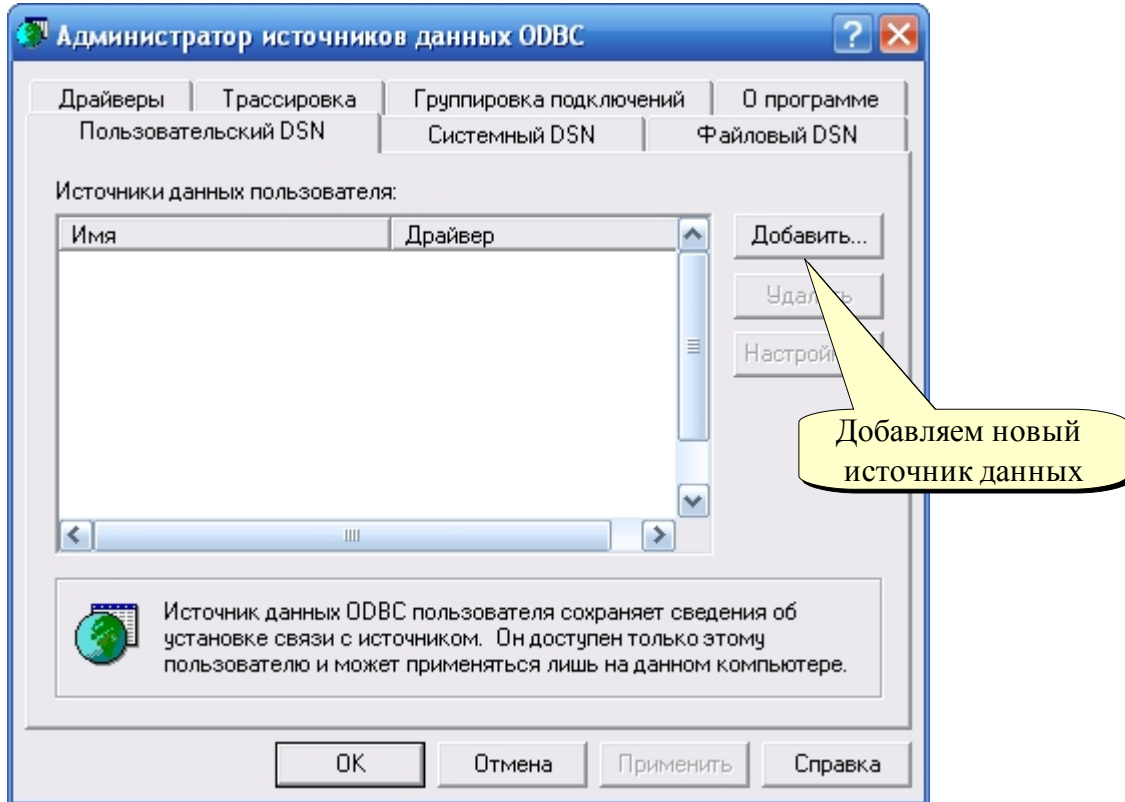 Администратор источников данных ODBC
Драйверы Трассировка Группировка подключений О программе
Пользовательский DSN Системный DSN Файловый DSN
Источники данных пользователя:
Имя Драйвер
Добавить...
Добавляем новый
источник данных
Источник данных ODBC пользователя сохраняет сведения об
установке связи с источником. Он доступен только этому
пользователю и может применяться лишь на данном компьютере.
OK Отмена Применить Справка